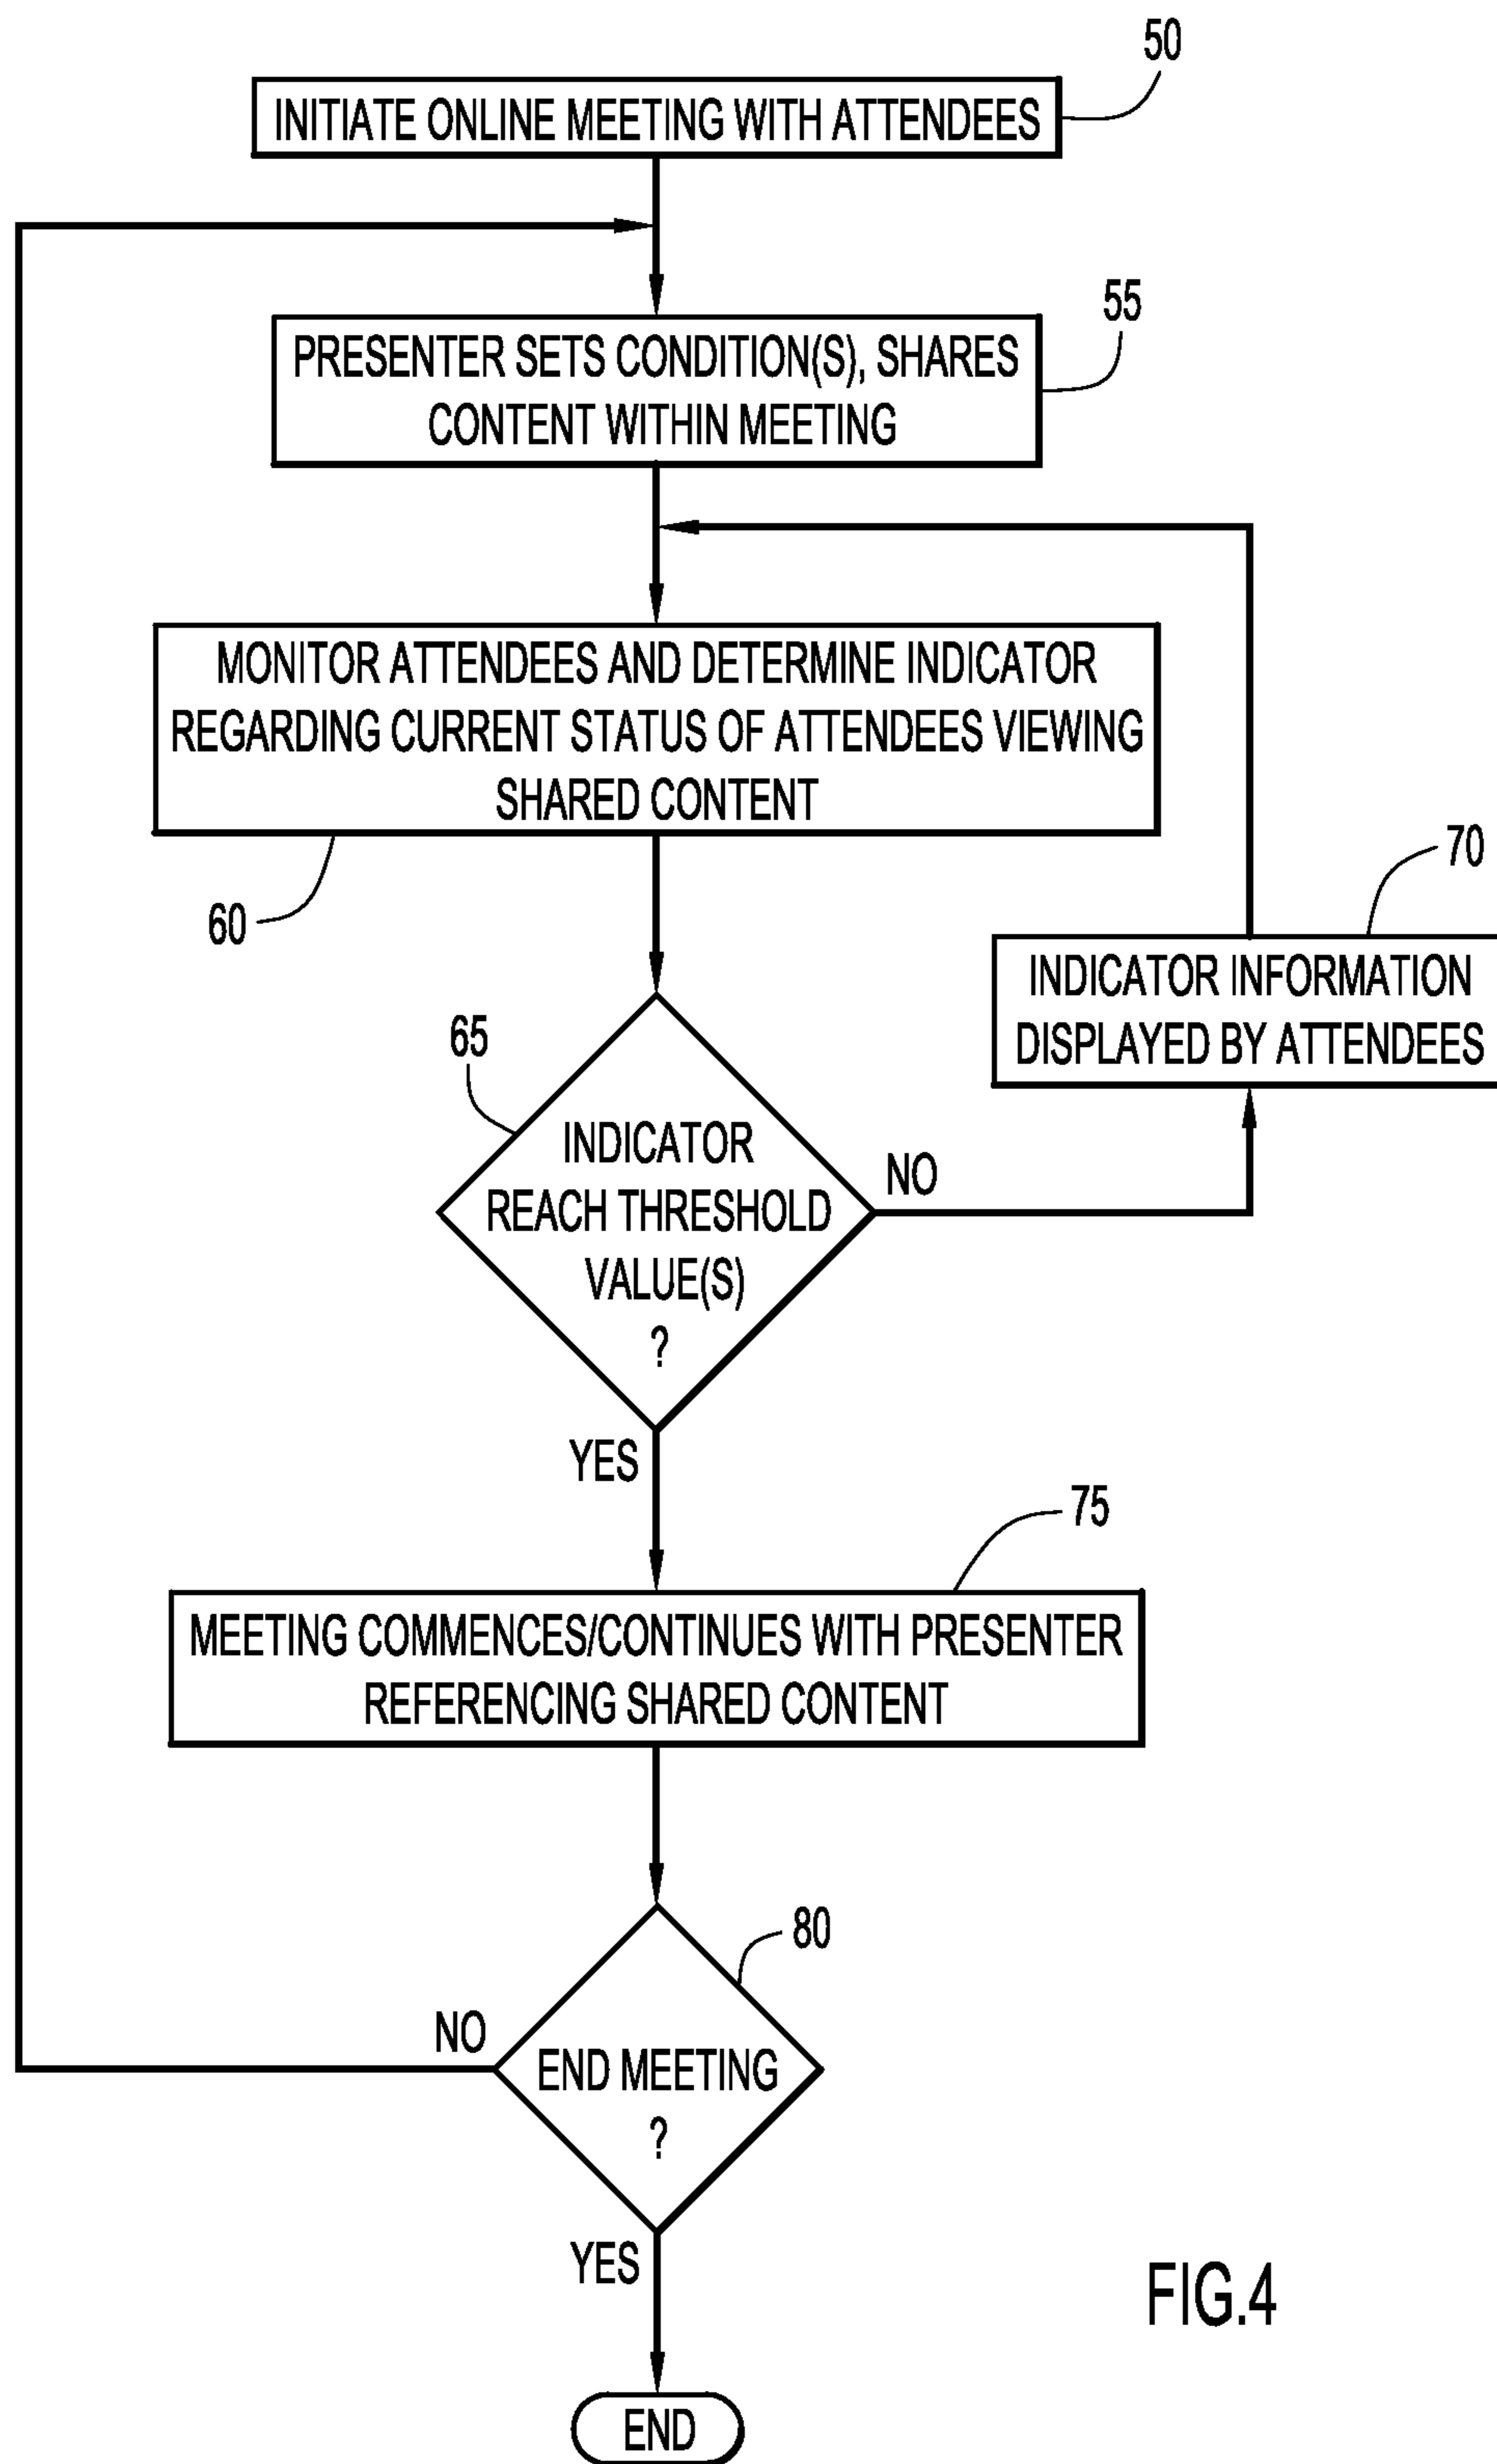 50
INITIATE ONLINE MEETING WITH ATTENDEES
55
PRESENTER SETS CONDITION(S), SHARES
CONTENT WITHIN MEETING
MONITOR ATTENDEES AND DETERMINE INDICATOR
REGARDING CURRENT STATUS OF ATTENDEES VIEWING
SHARED CONTENT
60
70
INDICATOR INFORMATION
DISPLAYED BY ATTENDEES
65
INDICATOR
REACH THRESHOLD
VALUE(S)
?
NO
YES
75
MEETING COMMENCES/CONTINUES WITH PRESENTER
REFERENCING SHARED CONTENT
80
NO
END MEETING
?
YES
FIG.4
END